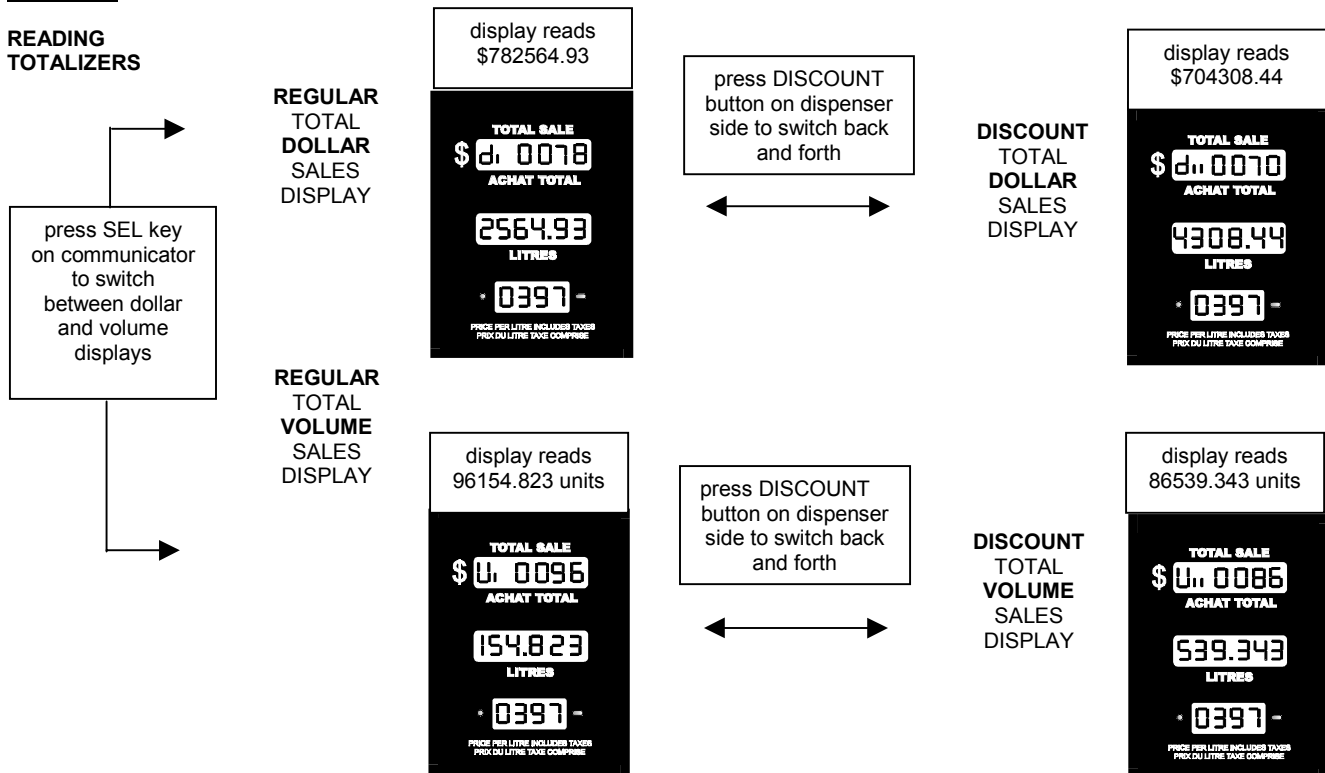 READING
TOTALIZERS
press SEL key
on communicator
to switch
between dollar
and volume
displays
REGULAR
TOTAL
DOLLAR
SALES
DISPLAY
display reads
$782564.93
TOTAL SALE
$ di 0078
ACHAT TOTAL
2564.93
LITRES
0397
PRICE PER LITRE INCLUDES TAXES
PRIX DU LITRE TAXE COMPRISE
press DISCOUNT
button on dispenser
side to switch back
and forth
DISCOUNT
TOTAL
DOLLAR
SALES
DISPLAY
display reads
$704308.44
TOTAL SALE
$ dii 0070
ACHAT TOTAL
4308.44
LITRES
0397
PRICE PER LITRE INCLUDES TAXES
PRIX DU LITRE TAXE COMPRISE
REGULAR
TOTAL
VOLUME
SALES
DISPLAY
display reads
96154.823 units
TOTAL SALE
$ Ui 0096
ACHAT TOTAL
154.823
LITRES
0397
PRICE PER LITRE INCLUDES TAXES
PRIX DU LITRE TAXE COMPRISE
press DISCOUNT
button on dispenser
side to switch back
and forth
DISCOUNT
TOTAL
VOLUME
SALES
DISPLAY
display reads
86539.343 units
TOTAL SALE
$ Uii 0086
ACHAT TOTAL
539.343
LITRES
0397
PRICE PER LITRE INCLUDES TAXES
PRIX DU LITRE TAXE COMPRISE